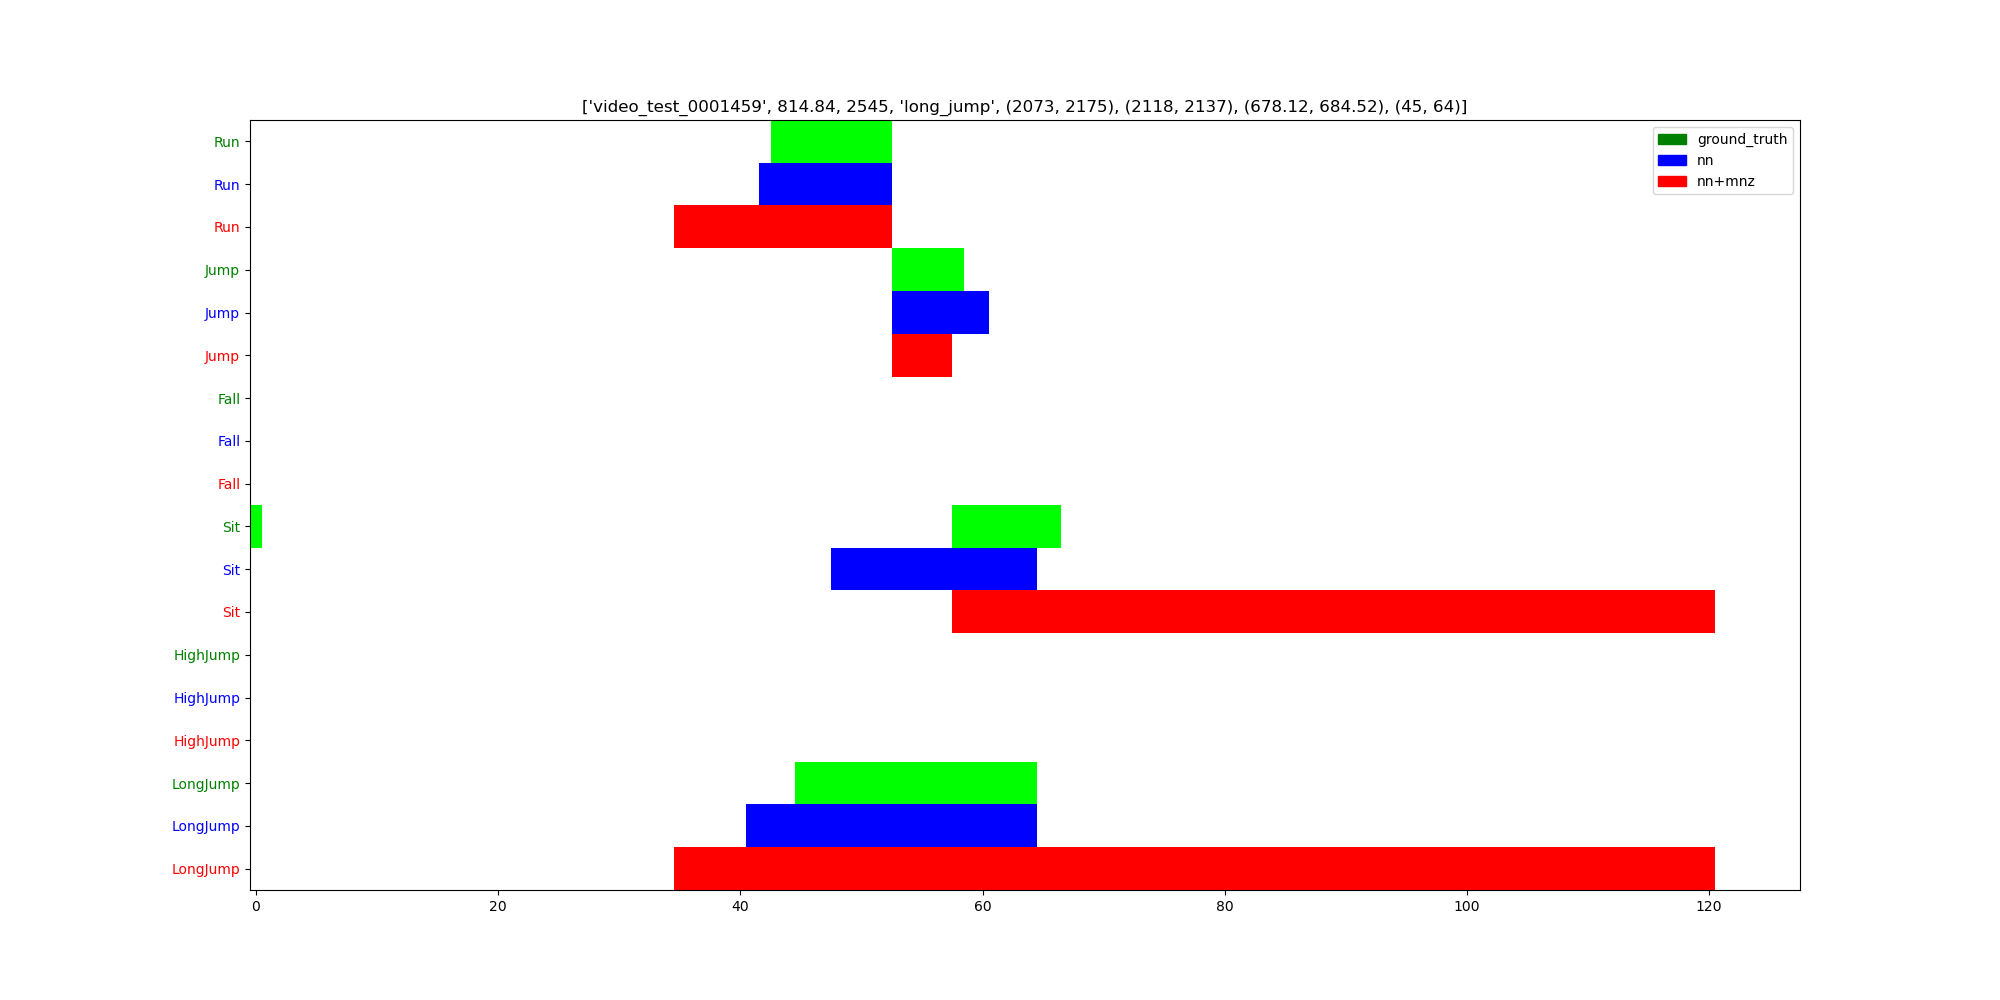 ['video_test_0001459', 814.84, 2545, 'long_jump', (2073, 2175), (2118, 2137), (678.12, 684.52), (45, 64)]
ground_truth
nn
nn+mnz
Run
Run
Run
Jump
Jump
Jump
Fall
Fall
Fall
Sit
Sit
Sit
HighJump
HighJump
HighJump
LongJump
LongJump
LongJump
0 20 40 60 80 100 120